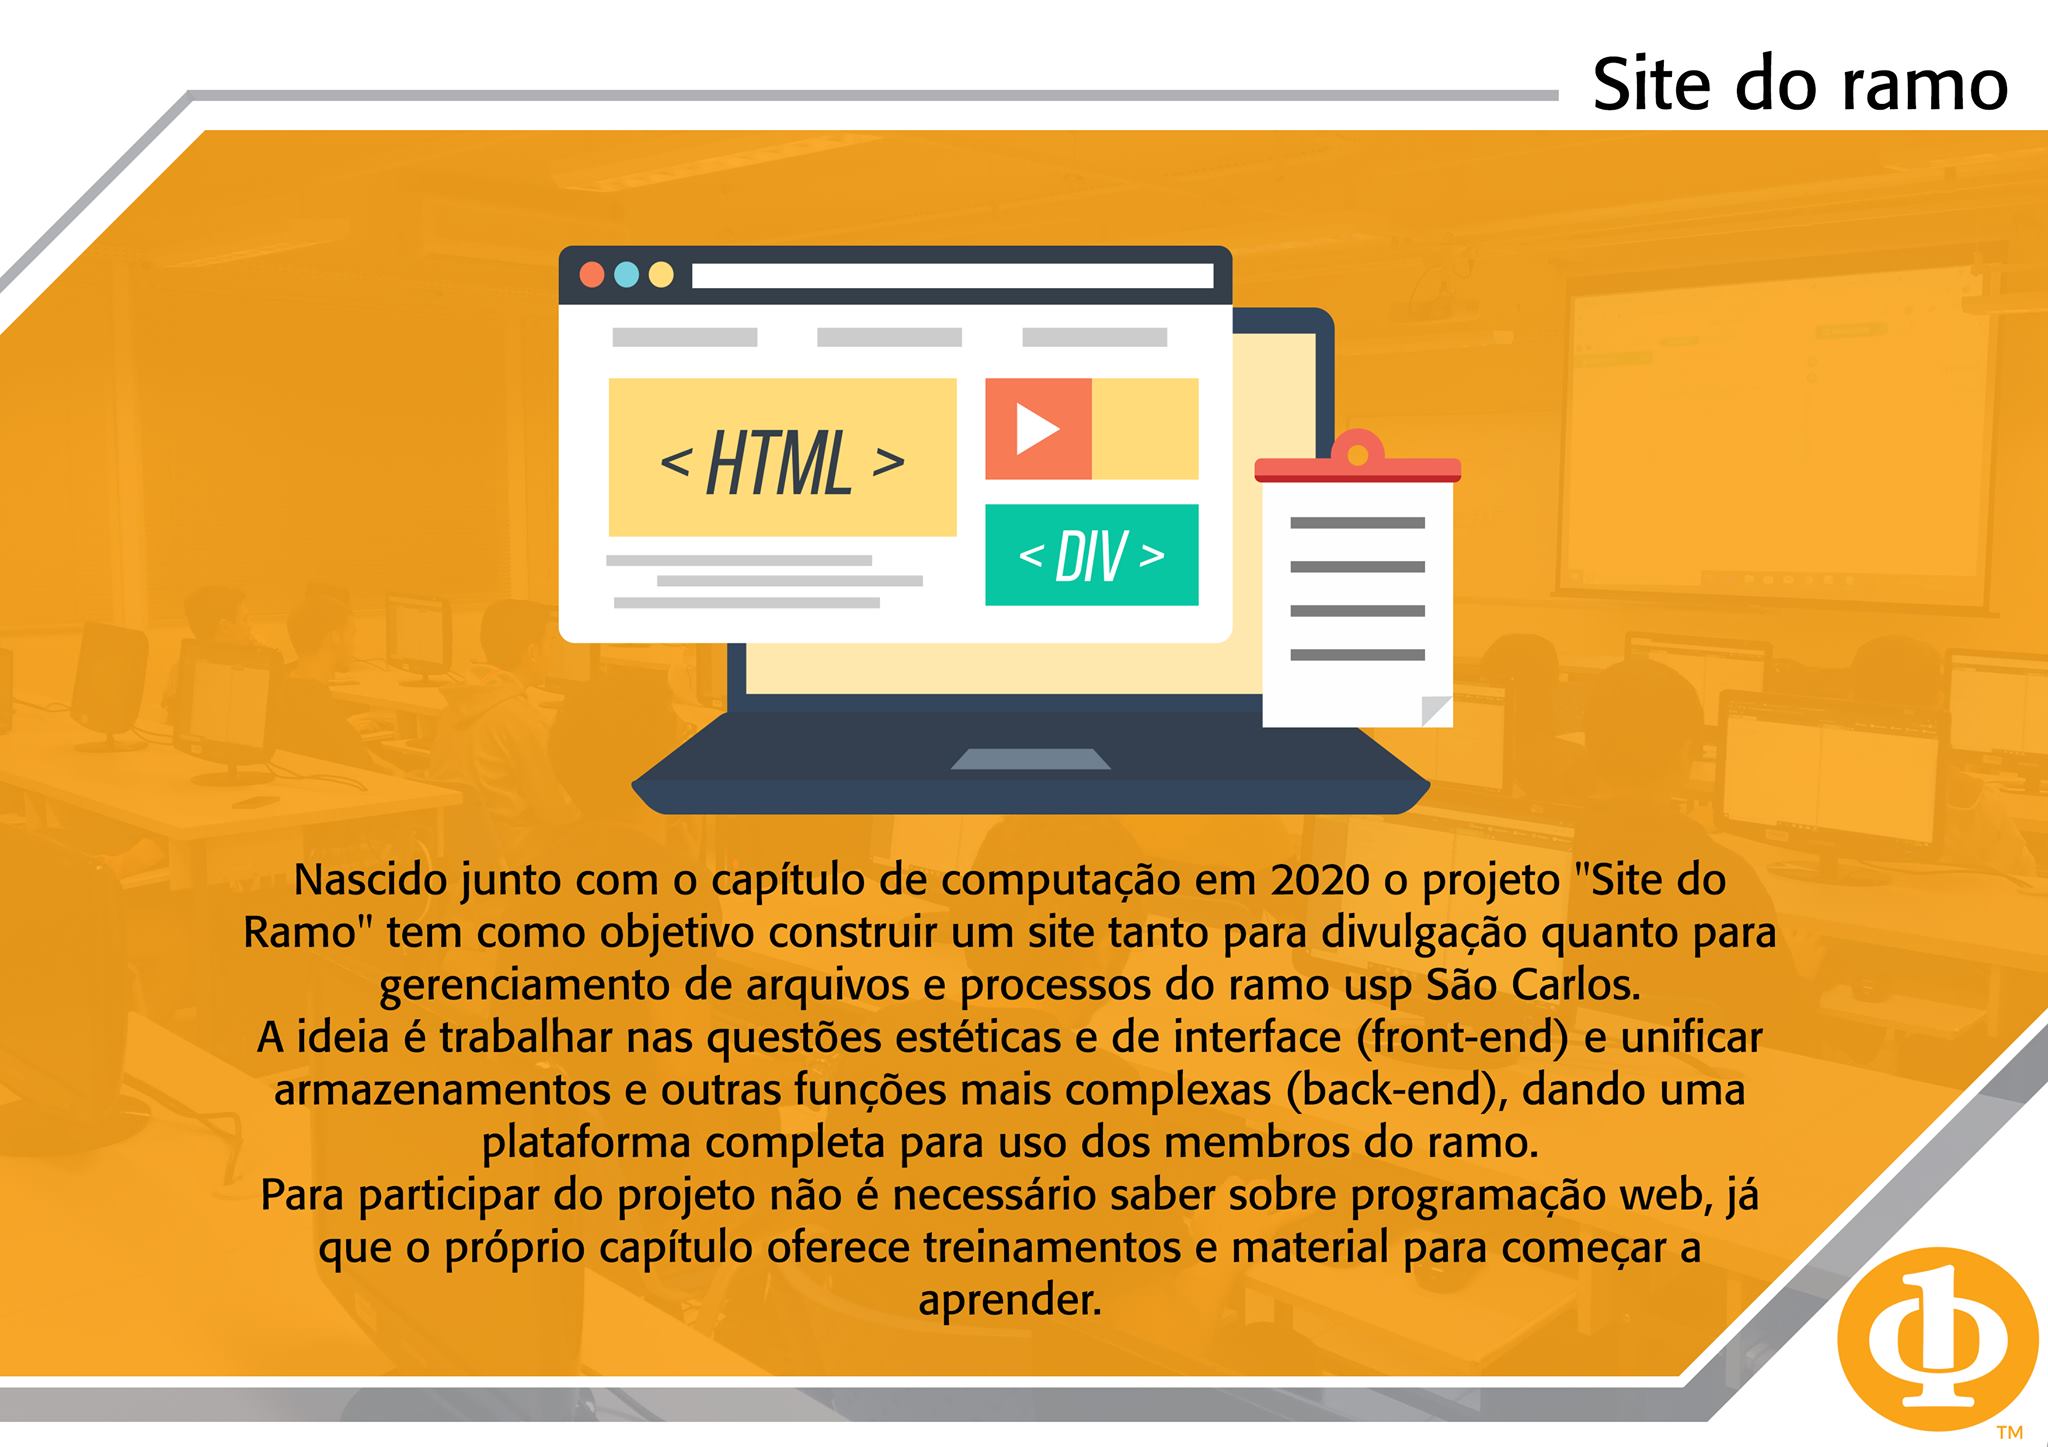 Site do ramo
< HTML >
< DIV >
Nascido junto com o capítulo de computação em 2020 o projeto "Site do
Ramo" tem como objetivo construir um site tanto para divulgação quanto para
gerenciamento de arquivos e processos do ramo usp São Carlos.
A ideia é trabalhar nas questões estéticas e de interface (front-end) e unificar
armazenamentos e outras funções mais complexas (back-end), dando uma
plataforma completa para uso dos membros do ramo.
Para participar do projeto não é necessário saber sobre programação web, já
que o próprio capítulo oferece treinamentos e material para começar a
aprender.
TM